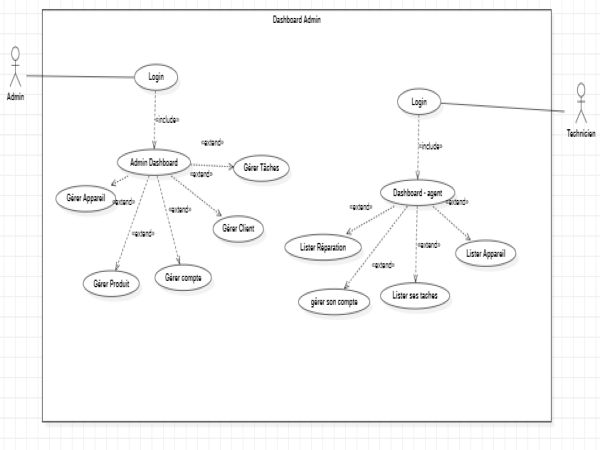 Dashboard Admin
Admin
Login
«include»
Admin Dashboard
«extend»
«extend»
Gérer Tâches
Gérer Appareil
«extend»
«extend»
Gérer Client
«extend»
Gérer Produit
Gérer compte
Technicien
Login
«include»
Dashboard - agent
«extend»
«extend»
Lister Réparation
«extend»
Lister Appareil
«extend»
gérer son compte
Lister ses taches